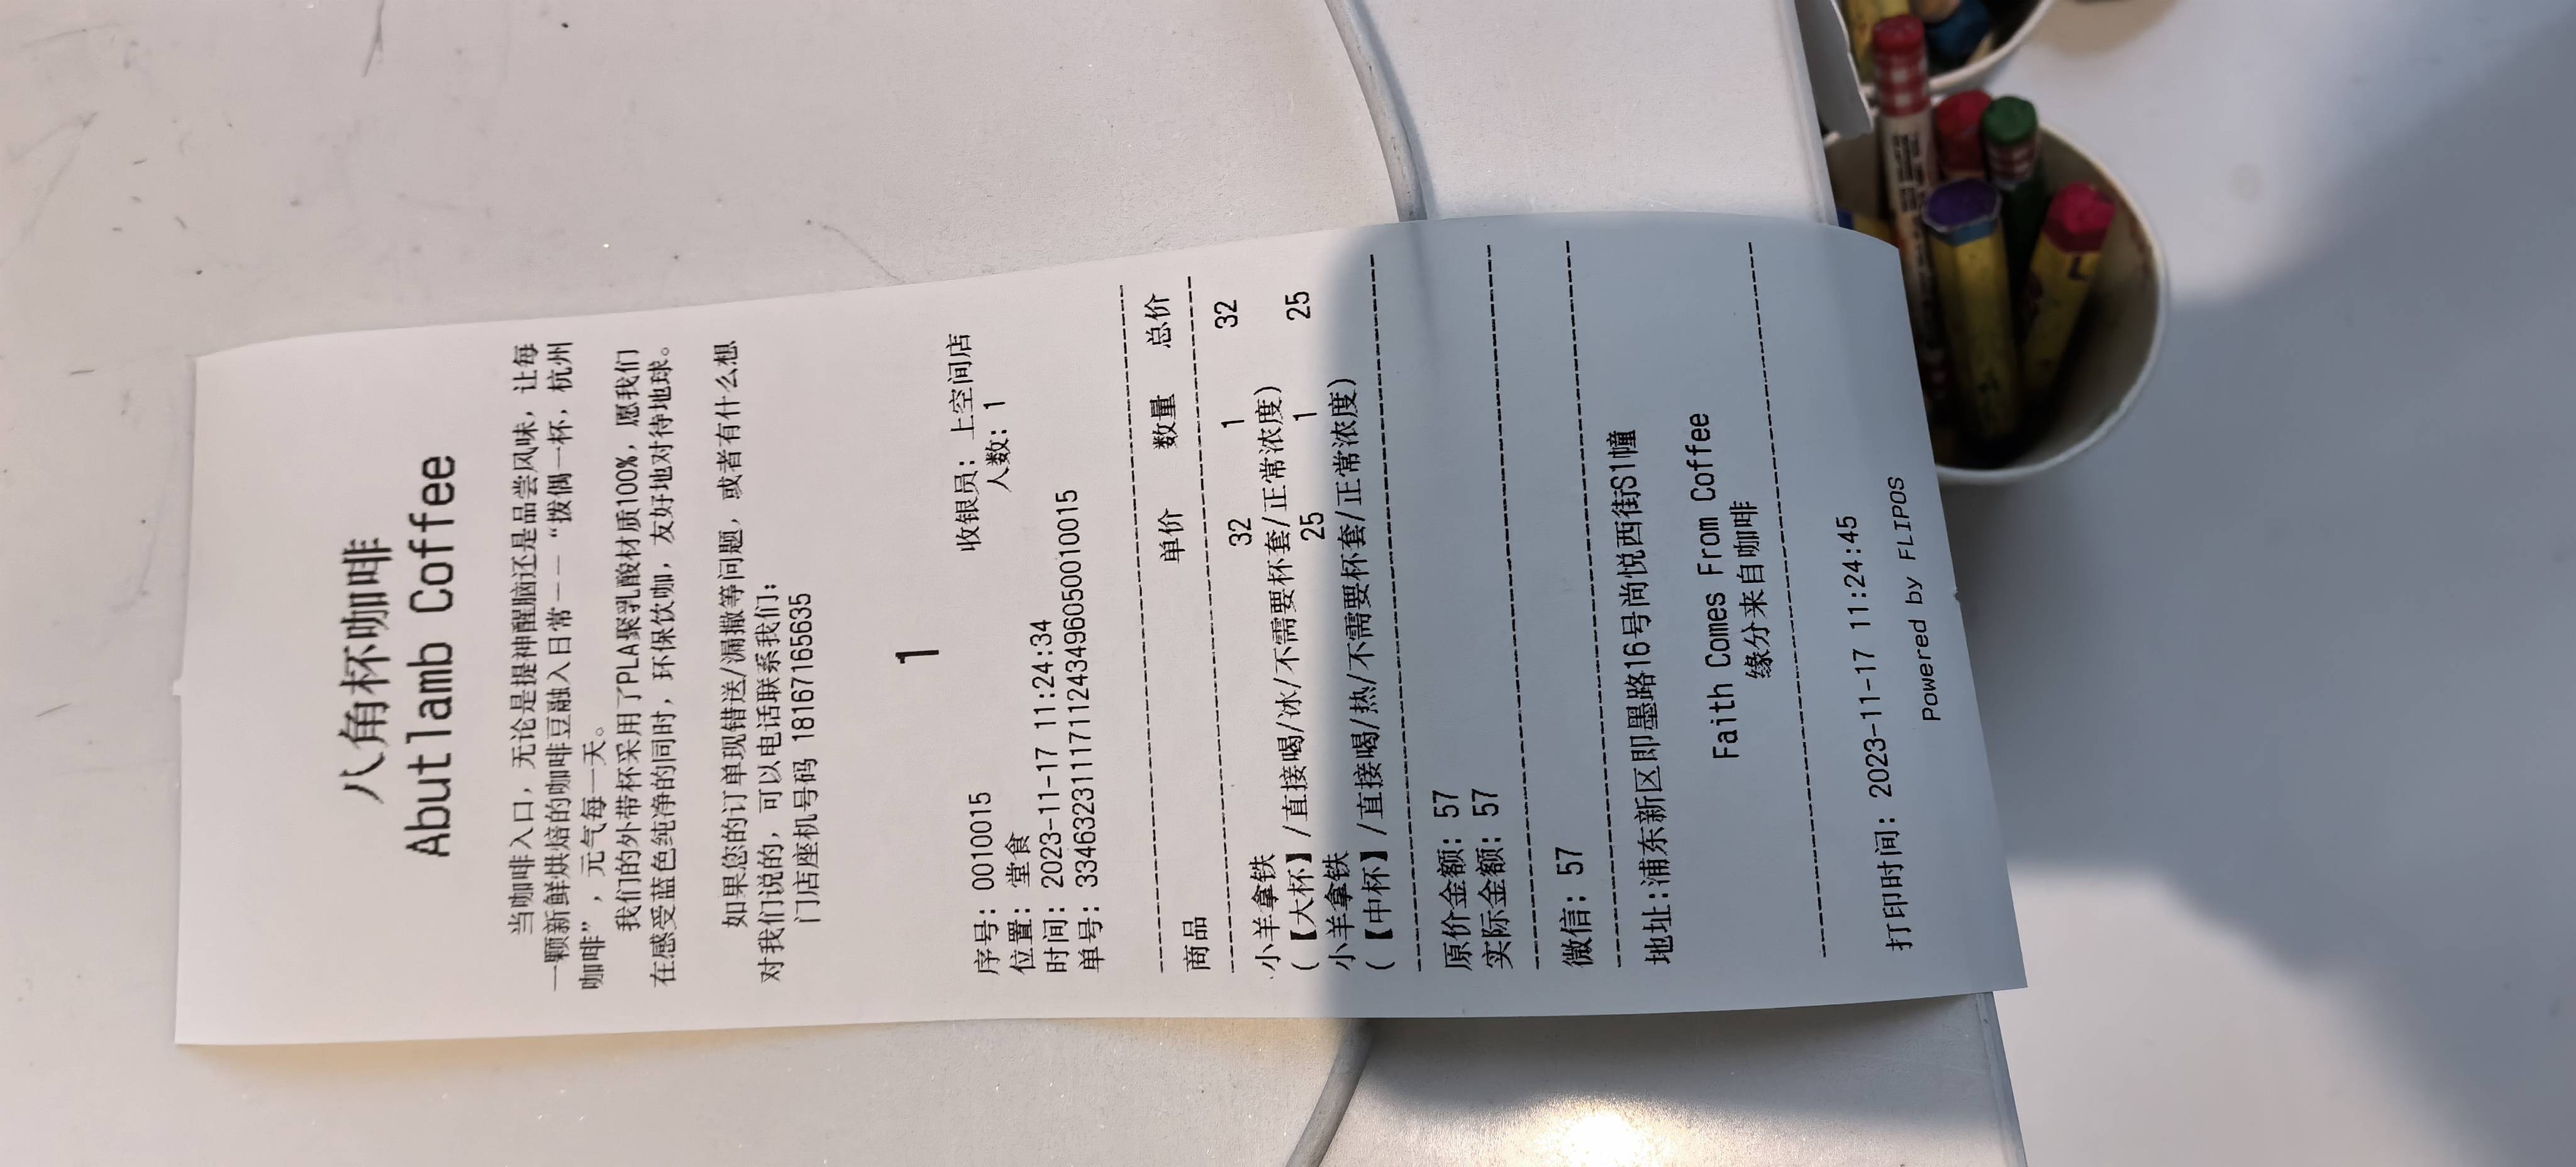 八角杯咖啡
Abutlamb Coffee
当咖啡入口，无论是提神醒脑还是品尝风味，让每
一颗新鲜烘焙的咖啡豆融入日常——“拨偶一杯，杭州
咖啡”，元气每一天。
我们的外带杯采用了PLA聚乳酸材质100%，愿我们
在感受蓝色纯净的同时，环保饮咖，友好地对待地球。
如果您的订单现错送/漏撒等问题，或者有什么想
对我们说的，可以电话联系我们：
门店座机号码 18167165635
1
序号：0010015 收银员：上空间店
位置：堂食 人数：1
时间：2023-11-17 11:24:34
单号：3346323111711243496050010015
商品 单价 数量 总价
小羊拿铁 32 1 32
(【大杯】/直接喝/冰/不需要杯套/正常浓度)
小羊拿铁 25 1 25
(【中杯】/直接喝/热/不需要杯套/正常浓度)
原价金额：57
实际金额：57
微信：57
地址:浦东新区即墨路16号尚悦西街S1幢
Faith Comes From Coffee
缘分来自咖啡
打印时间：2023-11-17 11:24:45
Powered by FLIPOS